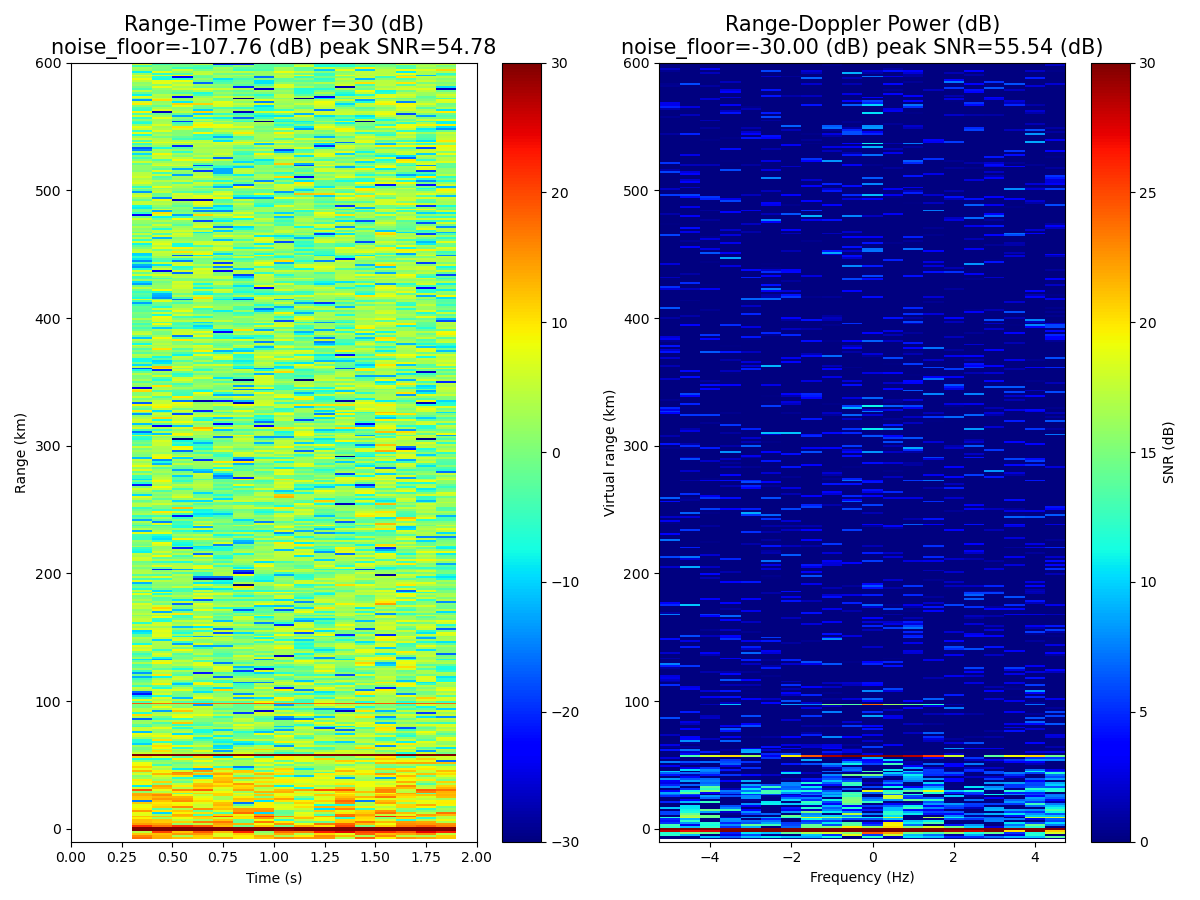 Range-Time Power f=30 (dB)
noise_floor=-107.76 (dB) peak SNR=54.78
600
500
400
300
200
100
0
Range (km)
0.00 0.25 0.50 0.75 1.00 1.25 1.50 1.75 2.00
Time (s)
30
20
10
0
−10
−20
−30
Range-Doppler Power (dB)
noise_floor=-30.00 (dB) peak SNR=55.54 (dB)
600
500
400
300
200
100
0
Virtual range (km)
−4 −2 0 2 4
Frequency (Hz)
30
25
20
15
10
5
0
SNR (dB)